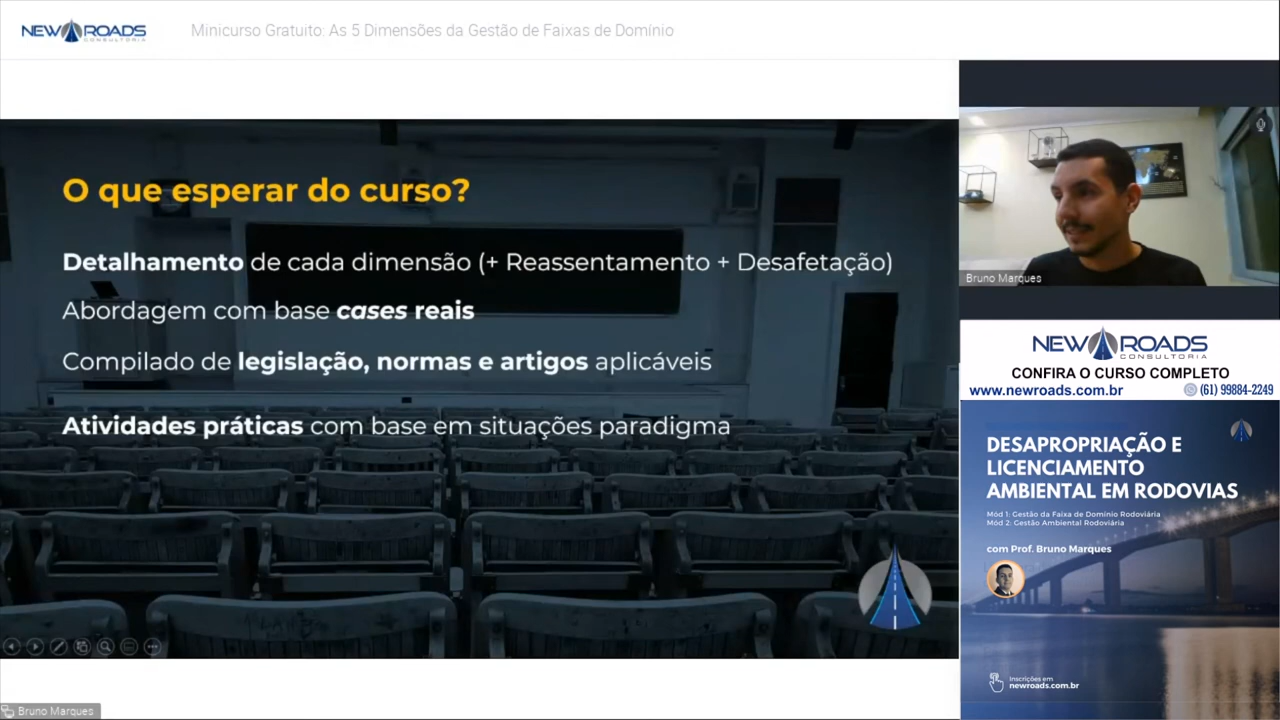 NEW ROADS
CONSULTORIA
Minicurso Gratuito: As 5 Dimensões da Gestão de Faixas de Domínio
O que esperar do curso?
Detalhamento de cada dimensão (+ Reassentamento + Desafetação)
Abordagem com base cases reais
Compilado de legislação, normas e artigos aplicáveis
Atividades práticas com base em situações paradigma
Bruno Marques
Bruno Marques
NEW ROADS
CONSULTORIA
CONFIRA O CURSO COMPLETO
www.newroads.com.br (61) 99884-2249
DESAPROPRIAÇÃO E
LICENCIAMENTO
AMBIENTAL EM RODOVIAS
Mód 1: Gestão da Faixa de Domínio Rodoviária
Mód 2: Gestão Ambiental Rodoviária
com Prof. Bruno Marques
Inscrições em
newroads.com.br